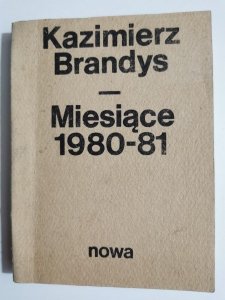 Kazimierz
Brandys
—
Miesiące
1980-81
nowa